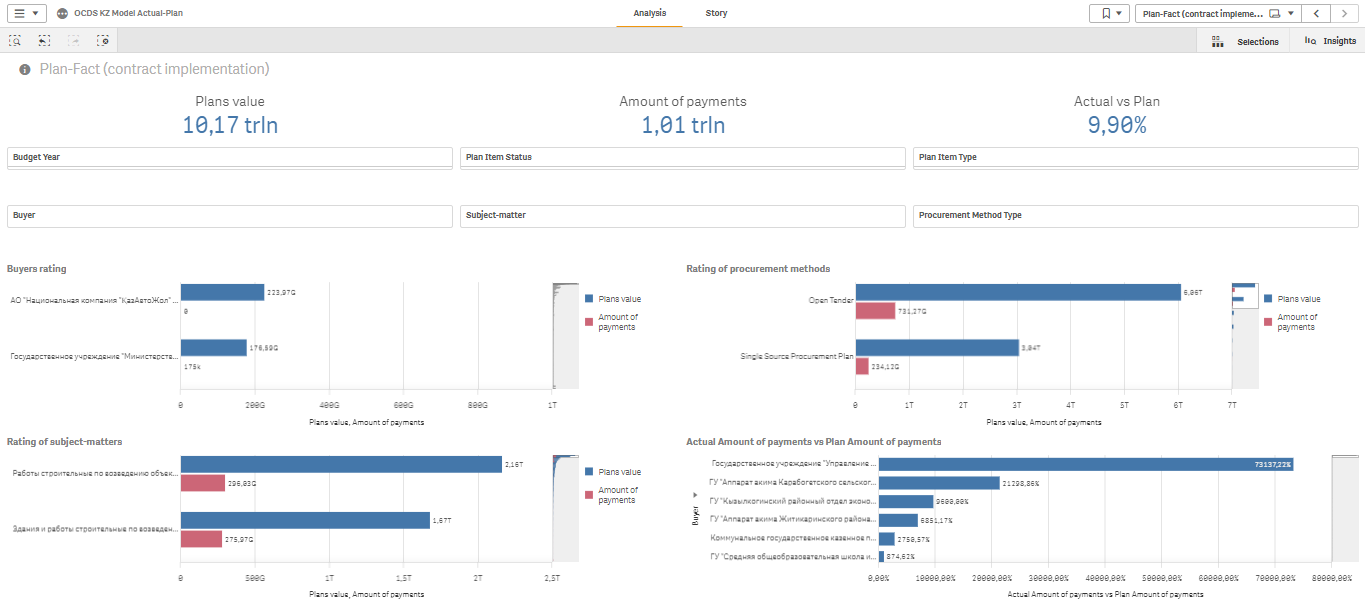 OCDS KZ Model Actual-Plan
Analysis
Story
Plan-Fact (contract impleme...
Selections
Insights
Plan-Fact (contract implementation)
Plans value
10,17 trln
Amount of payments
1,01 trln
Actual vs Plan
9,90%
Budget Year
Plan Item Status
Plan Item Type
Buyer
Subject-matter
Procurement Method Type
Buyers rating
АО "Национальная компания "ҚазАвтоЖол" ...
223,97G
0
Государственное учреждение "Министерств...
176,59G
175k
0
200G
400G
600G
800G
1T
Plans value, Amount of payments
Plans value
Amount of
payments
Rating of procurement methods
Open Tender
6,06T
731,27G
Single Source Procurement Plan
3,04T
234,12G
0
1T
2T
3T
4T
5T
6T
7T
Plans value, Amount of payments
Plans value
Amount of
payments
Rating of subject-matters
Работы строительные по возведению объек...
2,16T
296,03G
Здания и работы строительные по возведен...
1,67T
275,97G
0
500G
1T
1,5T
2T
2,5T
Plans value, Amount of payments
Plans value
Amount of
payments
Actual Amount of payments vs Plan Amount of payments
Buyer
Государственное учреждение "Управление ...
73137,22%
ГУ "Аппарат акима Карабогетского сельског...
21298,86%
ГУ "Кызылкогинский районный отдел эконо...
9600,00%
ГУ "Аппарат акима Житикаринского района...
6851,17%
Коммунальное государственное казенное п...
2750,57%
ГУ "Средняя общеобразовательная школа и...
874,62%
0,00%
10000,00%
20000,00%
30000,00%
40000,00%
50000,00%
60000,00%
70000,00%
80000,00%
Actual Amount of payments vs Plan Amount of payments